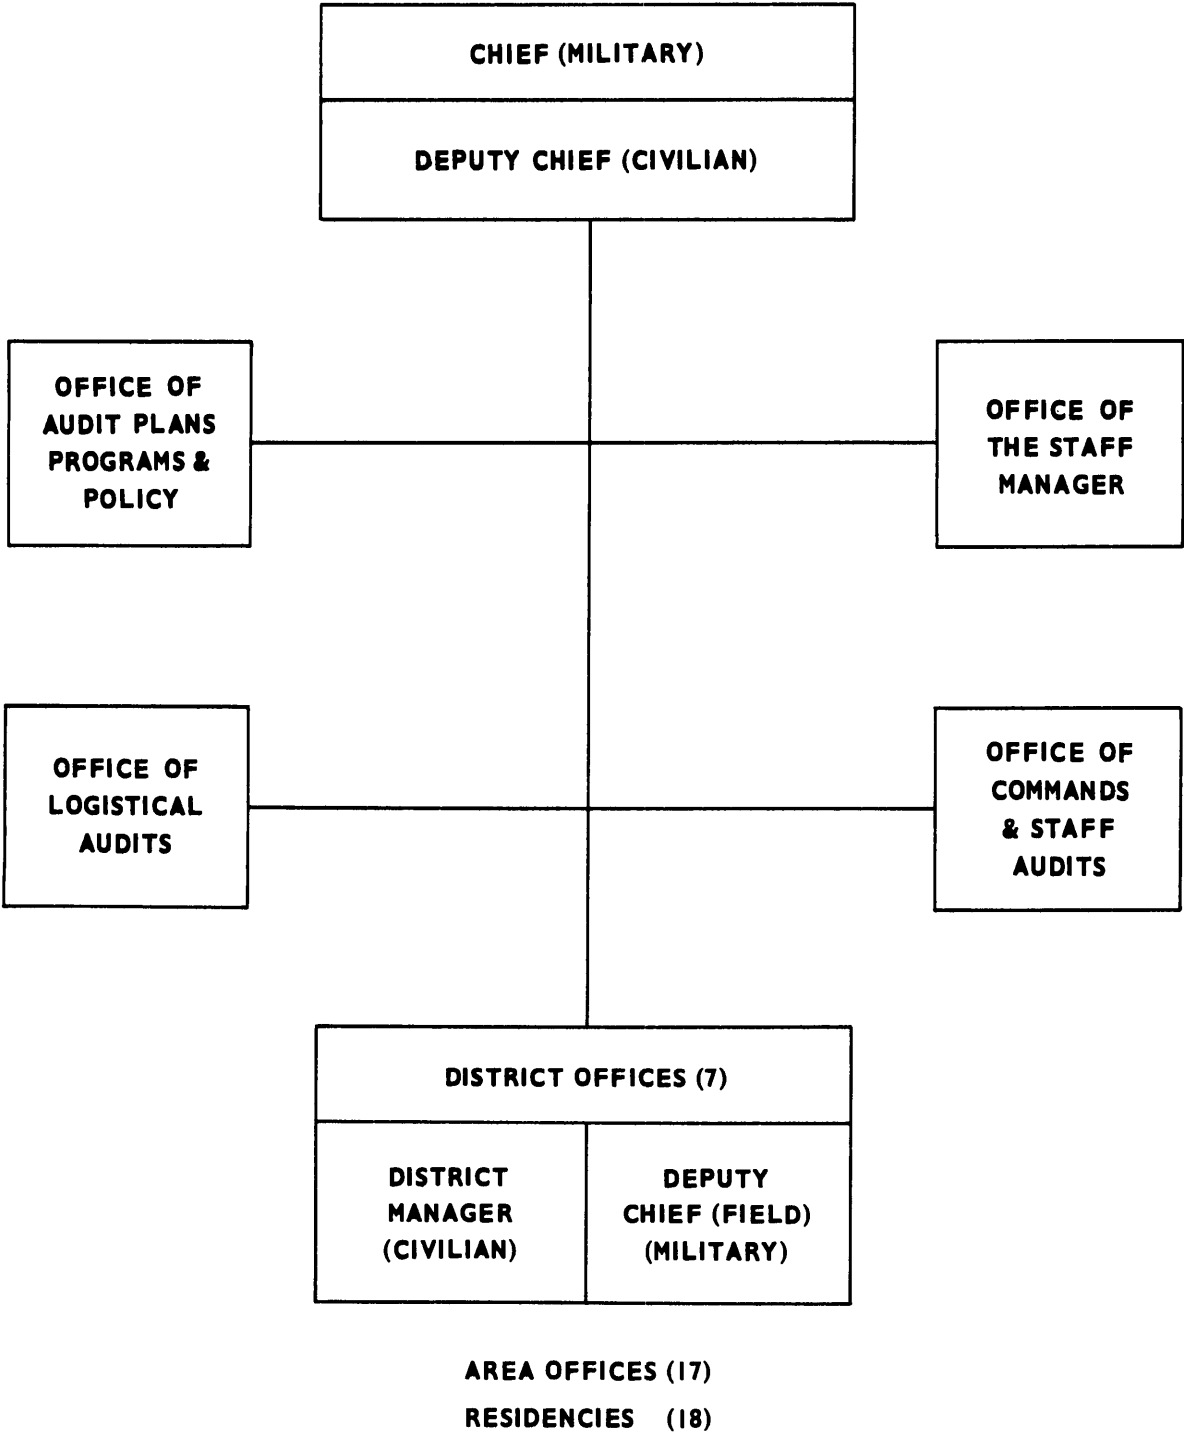 CHIEF (MILITARY)
DEPUTY CHIEF (CIVILIAN)
OFFICE OF
AUDIT PLANS
PROGRAMS &
POLICY
OFFICE OF
THE STAFF
MANAGER
OFFICE OF
LOGISTICAL
AUDITS
OFFICE OF
COMMANDS
& STAFF
AUDITS
DISTRICT OFFICES (7)
DISTRICT
MANAGER
(CIVILIAN)
DEPUTY
CHIEF (FIELD)
(MILITARY)
AREA OFFICES (17)
RESIDENCIES (18)